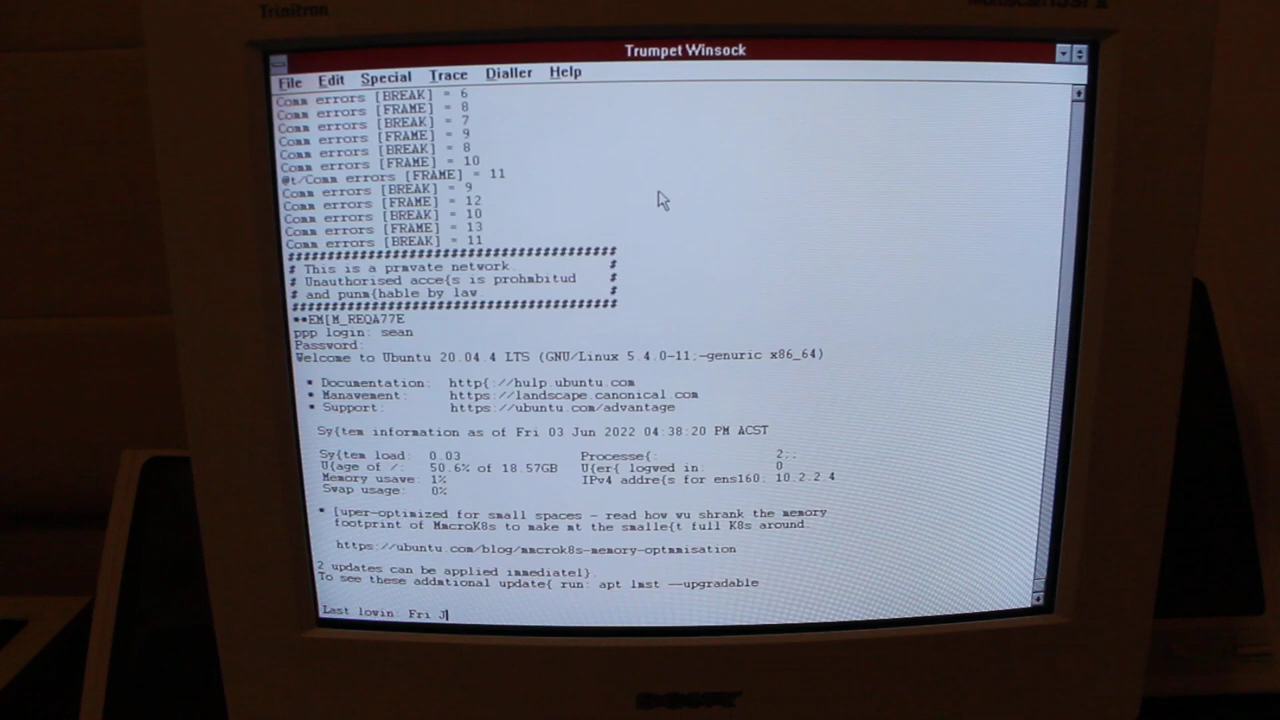 Trinitron
Trumpet Winsock
File Edit Special Trace Dialler Help
Comm errors [BREAK] = 6
Comm errors [FRAME] = 8
Comm errors [BREAK] = 7
Comm errors [FRAME] = 9
Comm errors [BREAK] = 8
Comm errors [FRAME] = 10
@t/Comm errors [FRAME] = 11
Comm errors [BREAK] = 9
Comm errors [FRAME] = 12
Comm errors [BREAK] = 10
Comm errors [FRAME] = 13
Comm errors [BREAK] = 11
##########################################
# This is a prmvate network. #
# Unauthorised acce{s is prohmbitud #
# and punm{hable by law #
##########################################
**EM[M_REQA77E
ppp login: sean
Password:
Welcome to Ubuntu 20.04.4 LTS (GNU/Linux 5.4.0-11;-genuric x86_64)
* Documentation: http{://hulp.ubuntu.com
* Manavement: https://landscape.canonical.com
* Support: https://ubuntu.com/advantage
Sy{tem information as of Fri 03 Jun 2022 04:38:20 PM ACST
Sy{tem load: 0.03 Processe{: 2;;
U{age of /: 50.6% of 18.57GB U{er{ logved in: 0
Memory usave: 1% IPv4 addre{s for ens160: 10.2.2.4
Swap usage: 0%
* [uper-optimized for small spaces - read how wu shrank the memory
footprint of MmcroK8s to make mt the smalle{t full K8s around.
https://ubuntu.com/blog/mmcrok8s-memory-optmmisation
2 updates can be applied immediatel}.
To see these addmtional update{ run: apt lmst --upgradable
Last lovin: Fri J
SONY